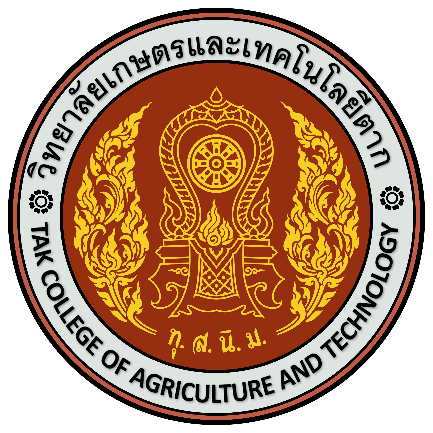 วิทยาลัยเกษตรและเทคโนโลยีตาก
ทุ. ส. นิ. ม.
TAK COLLEGE OF AGRICULTURE AND TECHNOLOGY